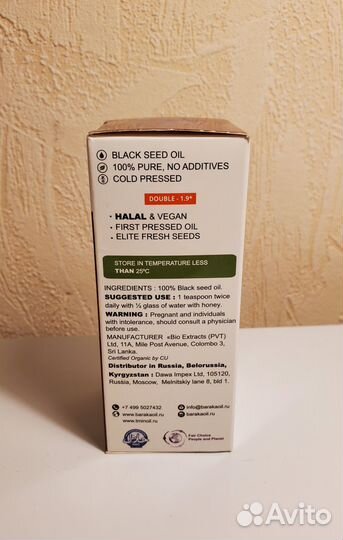 BLACK SEED OIL
100% PURE, NO ADDITIVES
COLD PRESSED
DOUBLE - 1.9*
• HALAL & VEGAN
• FIRST PRESSED OIL
• ELITE FRESH SEEDS
STORE IN TEMPERATURE LESS
THAN 25ºC
INGREDIENTS : 100% Black seed oil.
SUGGESTED USE : 1 teaspoon twice
daily with ½ glass of water with honey.
WARNING : Pregnant and individuals
with intolerance, should consult a physician
before use.
MANUFACTURER «Bio Extracts (PVT)
Ltd, 11A, Mile Post Avenue, Colombo 3,
Sri Lanka.
Certified Organic by CU
Distributor in Russia, Belorussia,
Kyrgyzstan : Dawa Impex Ltd, 105120,
Russia, Moscow, Melnitskiy lane 8, bld 1.
+7 499 5027432
info@barakaoil.ru
www.barakaoil.ru
barakaoil.ru
www.tminoil.ru
Fair Choice
People and Planet
Avito